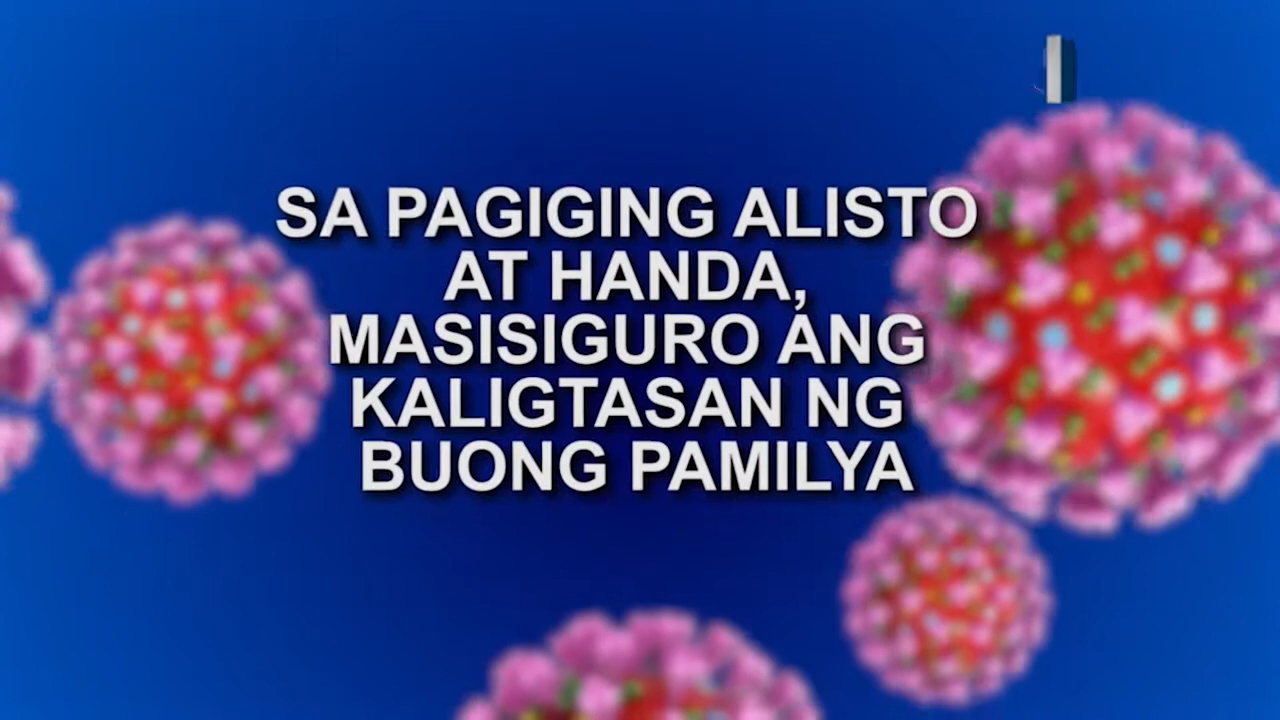 SA PAGIGING ALISTO
AT HANDA,
MASISIGURO ANG
KALIGTASAN NG
BUONG PAMILYA